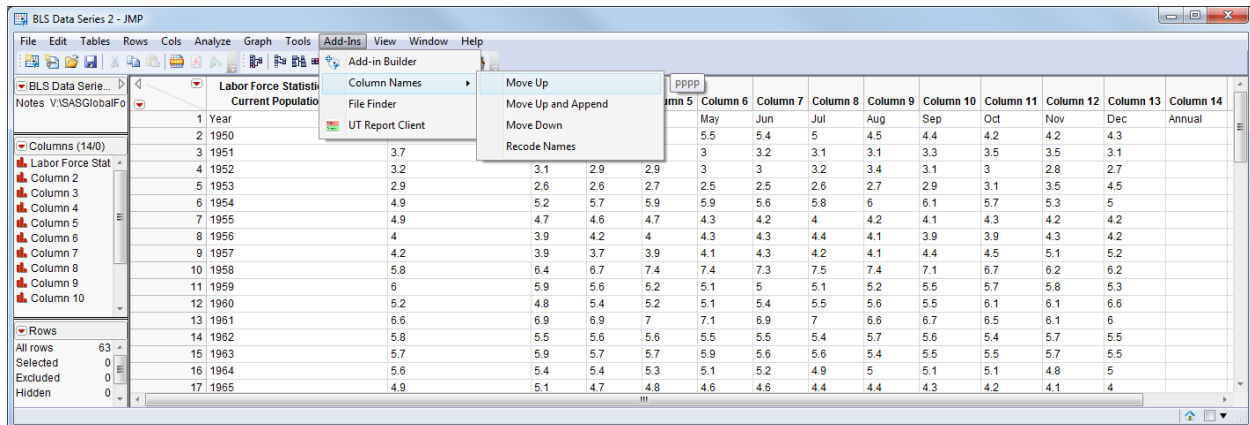 BLS Data Series 2 - JMP
File Edit Tables Rows Cols Analyze Graph Tools Add-Ins View Window Help
Add-in Builder
Column Names
File Finder
UT Report Client
Move Up
Move Up and Append
Move Down
Recode Names
pppp
BLS Data Serie...
Notes V:\SASGlobalFo
Columns (14/0)
Labor Force Stat
Column 2
Column 3
Column 4
Column 5
Column 6
Column 7
Column 8
Column 9
Column 10
Rows
All rows 63
Selected 0
Excluded 0
Hidden 0
Labor Force Statistic
Current Populatio
umn 5 Column 6 Column 7 Column 8 Column 9 Column 10 Column 11 Column 12 Column 13 Column 14
1 Year May Jun Jul Aug Sep Oct Nov Dec Annual
2 1950 5.5 5.4 5 4.5 4.4 4.2 4.2 4.3
3 1951 3.7 3 3.2 3.1 3.1 3.3 3.5 3.5 3.1
4 1952 3.2 3.1 2.9 2.9 3 3 3.2 3.4 3.1 3 2.8 2.7
5 1953 2.9 2.6 2.6 2.7 2.5 2.5 2.6 2.7 2.9 3.1 3.5 4.5
6 1954 4.9 5.2 5.7 5.9 5.9 5.6 5.8 6 6.1 5.7 5.3 5
7 1955 4.9 4.7 4.6 4.7 4.3 4.2 4 4.2 4.1 4.3 4.2 4.2
8 1956 4 3.9 4.2 4 4.3 4.3 4.4 4.1 3.9 3.9 4.3 4.2
9 1957 4.2 3.9 3.7 3.9 4.1 4.3 4.2 4.1 4.4 4.5 5.1 5.2
10 1958 5.8 6.4 6.7 7.4 7.4 7.3 7.5 7.4 7.1 6.7 6.2 6.2
11 1959 6 5.9 5.6 5.2 5.1 5 5.1 5.2 5.5 5.7 5.8 5.3
12 1960 5.2 4.8 5.4 5.2 5.1 5.4 5.5 5.6 5.5 6.1 6.1 6.6
13 1961 6.6 6.9 6.9 7 7.1 6.9 7 6.6 6.7 6.5 6.1 6
14 1962 5.8 5.5 5.6 5.6 5.5 5.5 5.4 5.7 5.6 5.4 5.7 5.5
15 1963 5.7 5.9 5.7 5.7 5.9 5.6 5.6 5.4 5.5 5.5 5.7 5.5
16 1964 5.6 5.4 5.4 5.3 5.1 5.2 4.9 5 5.1 5.1 4.8 5
17 1965 4.9 5.1 4.7 4.8 4.6 4.6 4.4 4.4 4.3 4.2 4.1 4